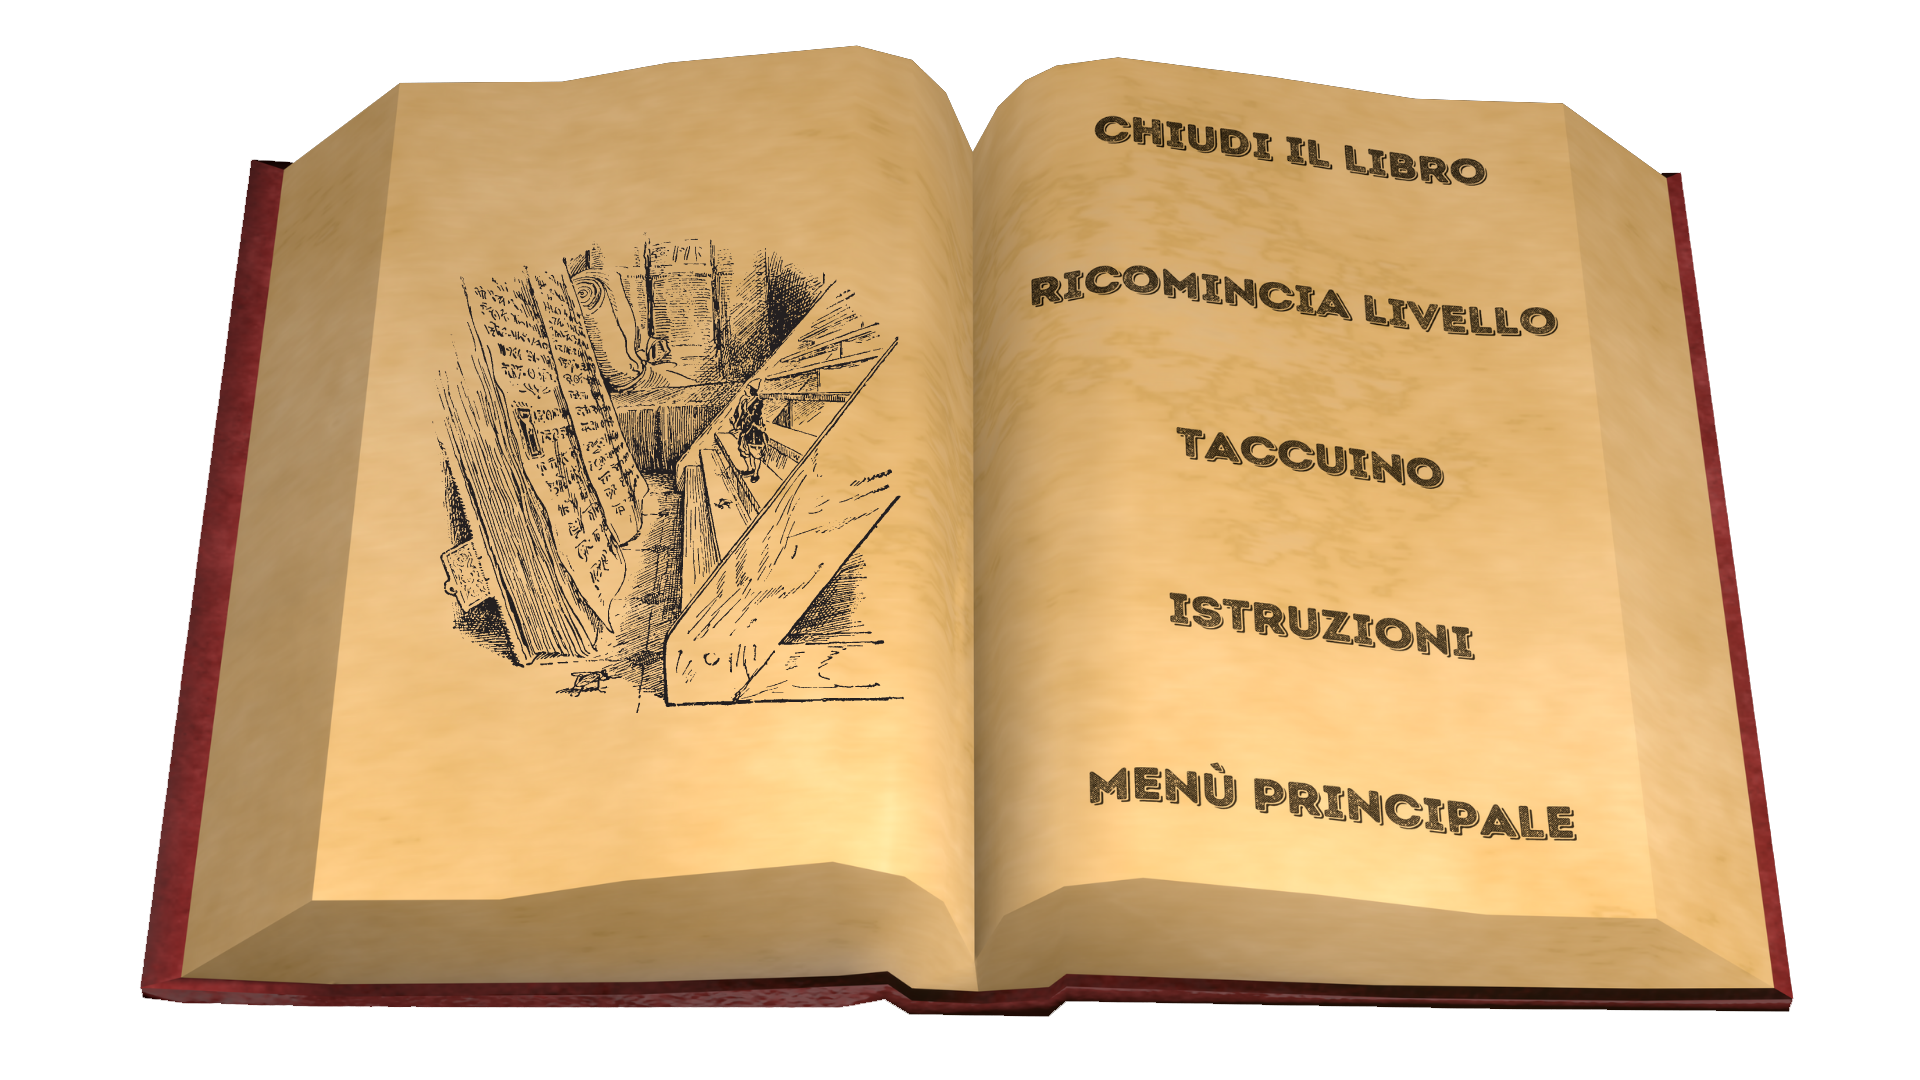 CHIUDI IL LIBRO
RICOMINCIA LIVELLO
TACCUINO
ISTRUZIONI
MENÙ PRINCIPALE